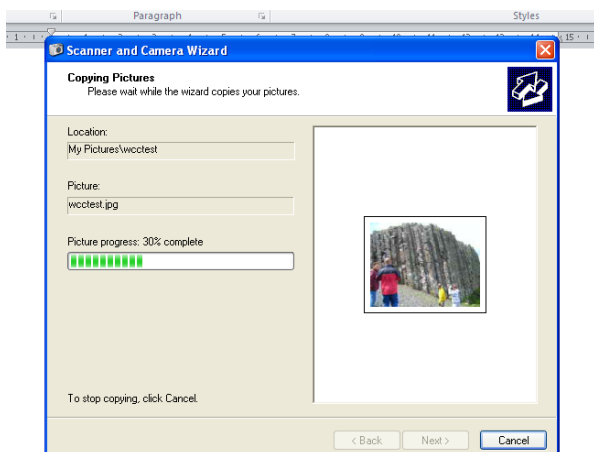 Paragraph
Styles
Scanner and Camera Wizard
Copying Pictures
Please wait while the wizard copies your pictures.
Location:
My Pictures\wcctest
Picture:
wcctest.jpg
Picture progress: 30% complete
To stop copying, click Cancel.
< Back
Next >
Cancel